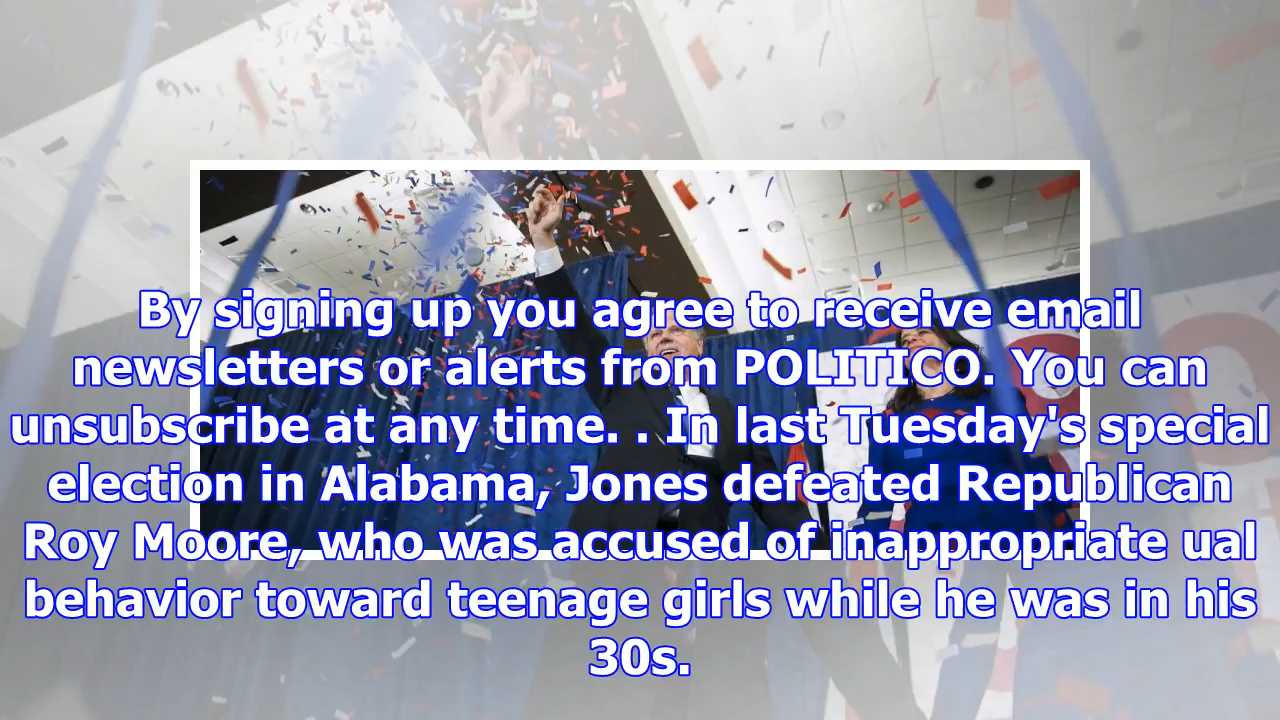 By signing up you agree to receive email
newsletters or alerts from POLITICO. You can
unsubscribe at any time. . In last Tuesday's special
election in Alabama, Jones defeated Republican
Roy Moore, who was accused of inappropriate ual
behavior toward teenage girls while he was in his
30s.